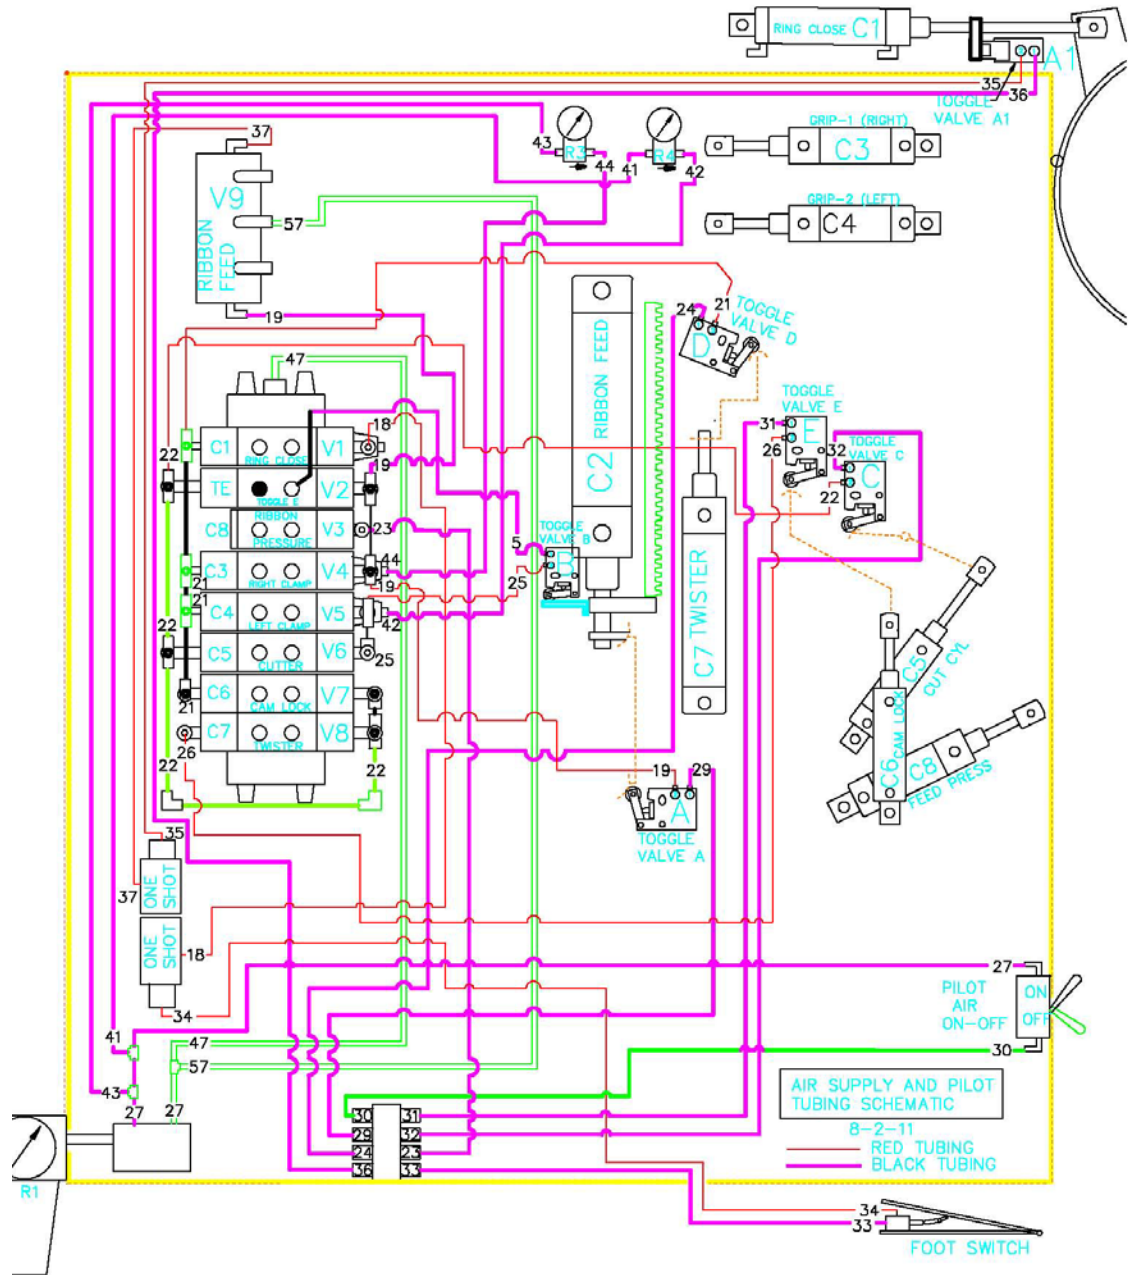 RING CLOSE C1
A1
35
36
TOGGLE
VALVE A1
37
43
R3
44
41
R4
42
GRIP-1 (RIGHT)
C3
GRIP-2 (LEFT)
C4
V9
RIBBON
FEED
57
19
47
24
21
TOGGLE
VALVE D
D
C2 RIBBON FEED
18
22
C1
RING CLOSE
V1
19
TE
TOGGLE E
V2
C8
RIBBON
PRESSURE
V3
23
C3
RIGHT CLAMP
V4
44
19
21
21
C4
LEFT CLAMP
V5
42
22
C5
CUTTER
V6
25
C6
CAM LOCK
V7
21
C7
TWISTER
V8
26
22
22
5
TOGGLE
VALVE B
B
25
TOGGLE
VALVE E
31
E
26
32
TOGGLE
VALVE C
C
22
C7 TWISTER
C5
CUT CYL
C6 CAM LOCK
C8
FEED PRESS
19
29
A
TOGGLE
VALVE A
35
ONE
SHOT
37
ONE
SHOT
18
34
27
PILOT
AIR
ON-OFF
ON
OFF
30
41
47
57
43
27
27
30
31
29
32
24
23
36
33
AIR SUPPLY AND PILOT
TUBING SCHEMATIC
8-2-11
RED TUBING
BLACK TUBING
R1
34
33
FOOT SWITCH